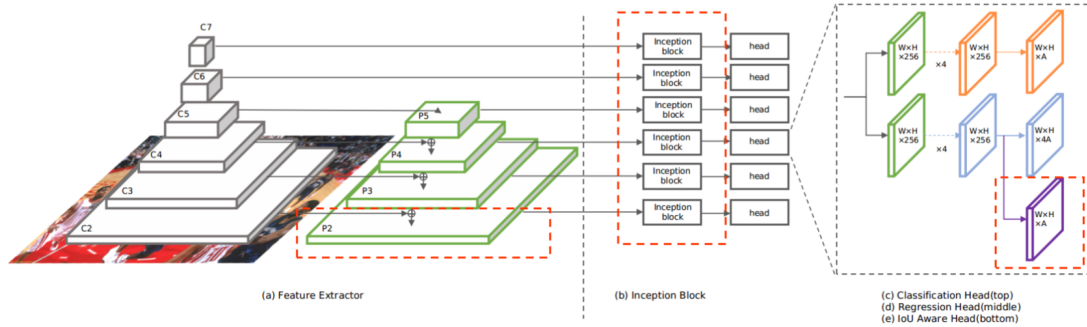 C7
C6
C5
C4
C3
C2
P5
P4
P3
P2
Inception
block
head
Inception
block
head
Inception
block
head
Inception
block
head
Inception
block
head
Inception
block
head
W×H
×256
×4
W×H
×256
W×H
×A
W×H
×256
×4
W×H
×256
W×H
×4A
W×H
×A
(a) Feature Extractor
(b) Inception Block
(c) Classification Head(top)
(d) Regression Head(middle)
(e) IoU Aware Head(bottom)